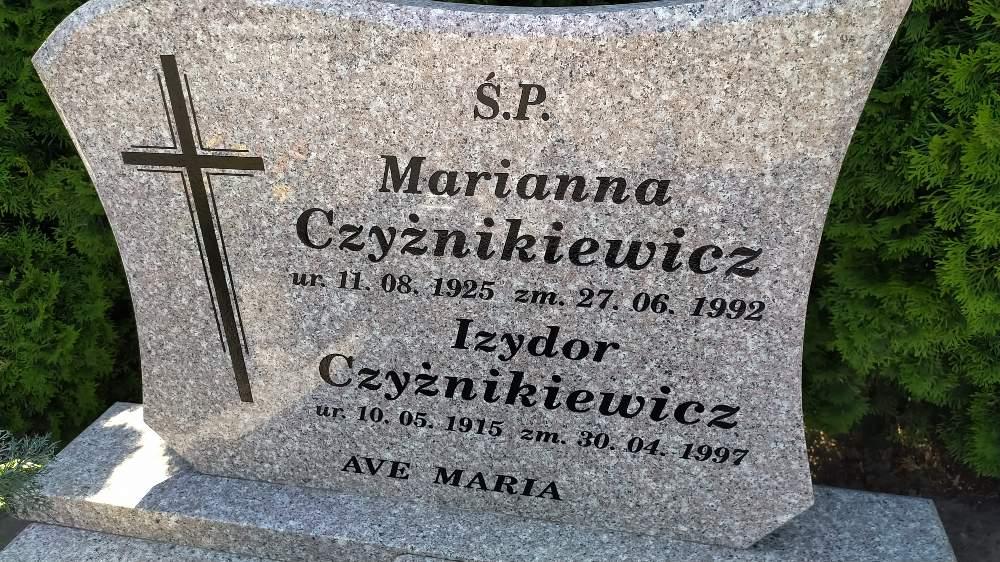 Ś.P.
Marianna
Czyżnikiewicz
ur. 11. 08. 1925 zm. 27. 06. 1992
Izydor
Czyżnikiewicz
ur. 10. 05. 1915 zm. 30. 04. 1997
AVE MARIA